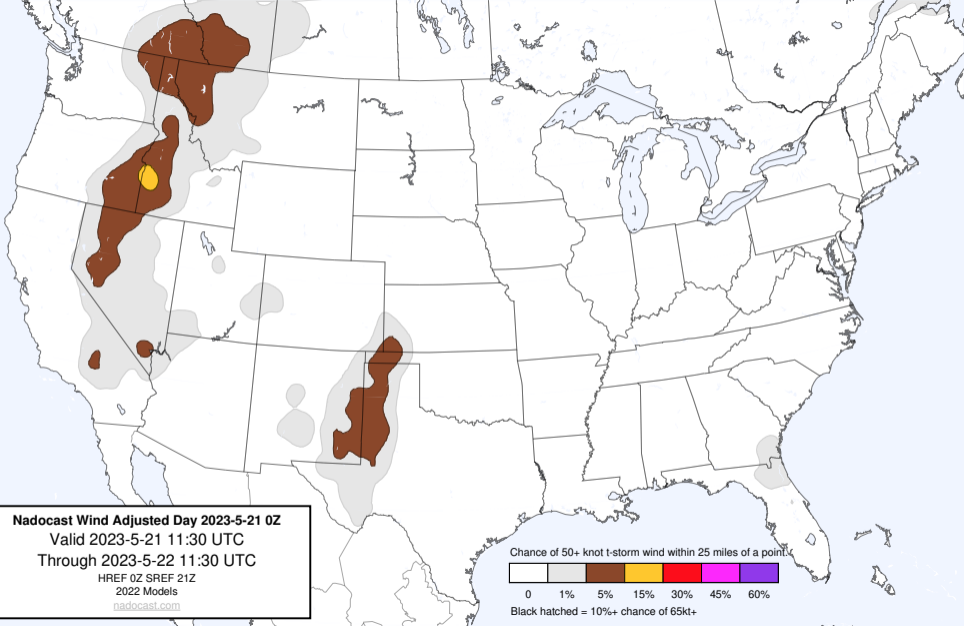 Nadocast Wind Adjusted Day 2023-5-21 0Z
Valid 2023-5-21 11:30 UTC
Through 2023-5-22 11:30 UTC
HREF 0Z SREF 21Z
2022 Models
nadocast.com
Chance of 50+ knot t-storm wind within 25 miles of a point.
0 1% 5% 15% 30% 45% 60%
Black hatched = 10%+ chance of 65kt+